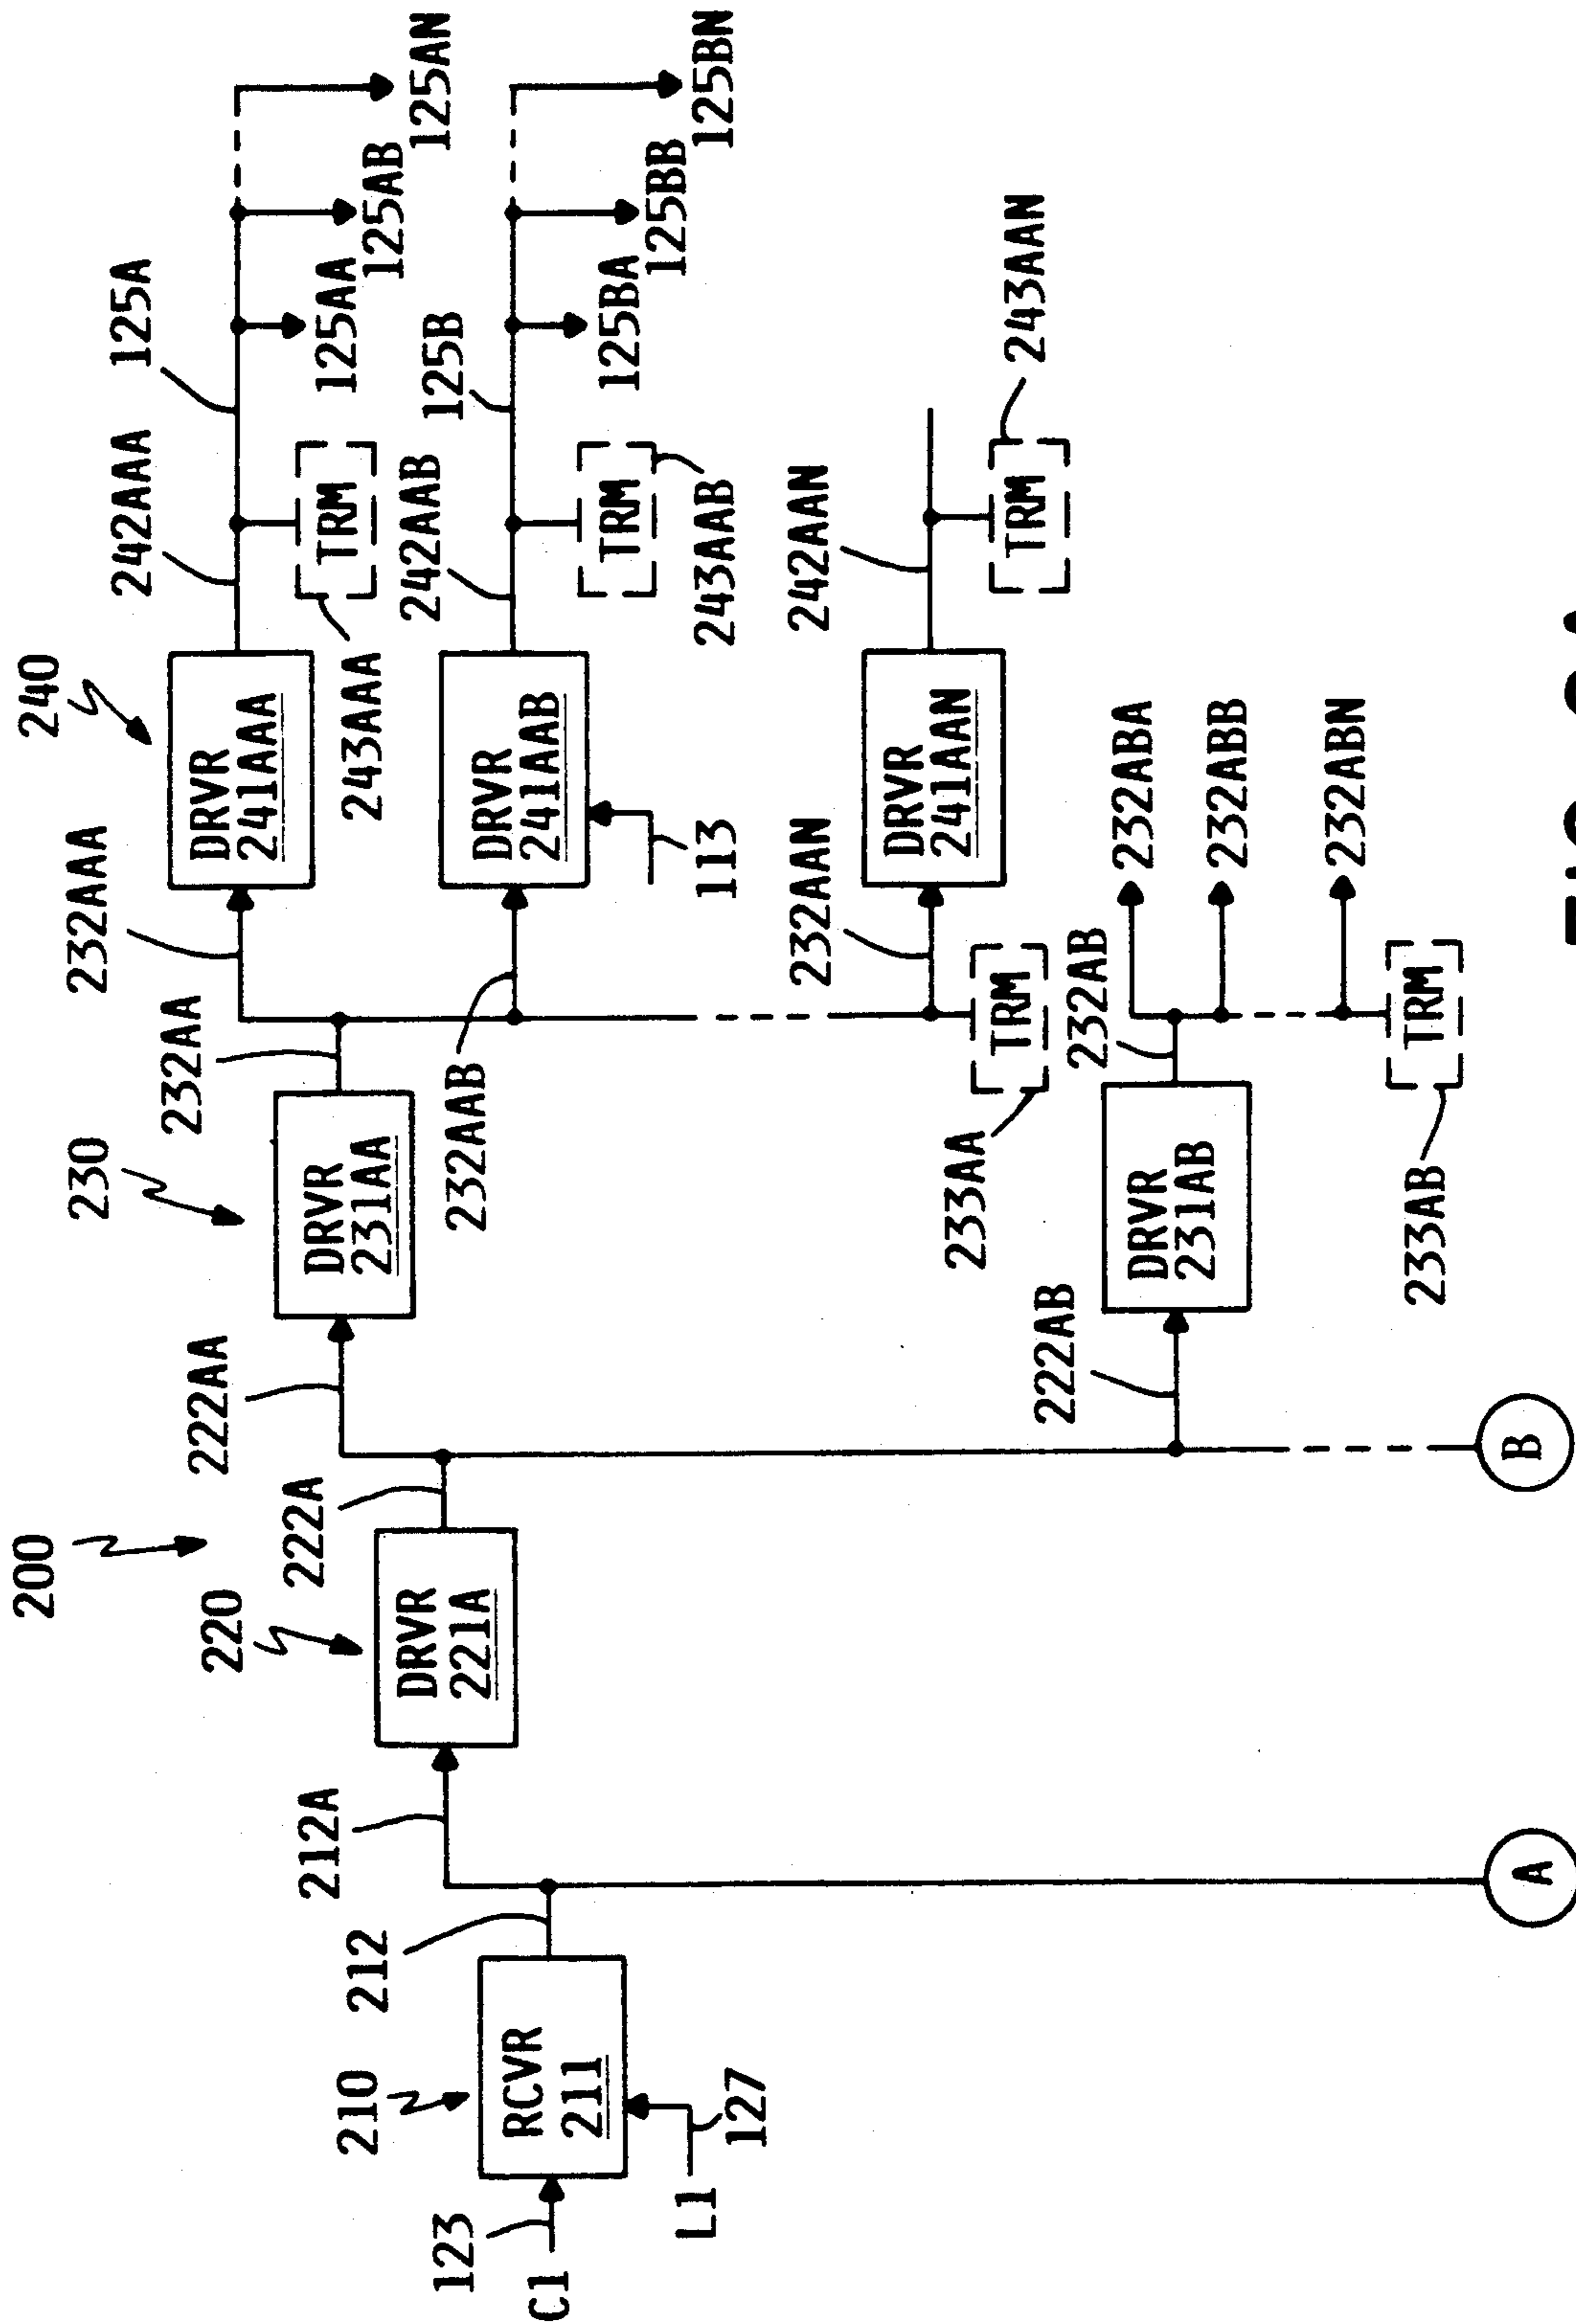 200
240
230
220
210
C1
123
L1
127
RCVR
211
212
212A
DRVR
221A
222A
222AA
DRVR
231AA
232AA
232AAA
DRVR
241AAA
242AAA
125A
125AA
125AB
125AN
TRM
243AAA
232AAB
DRVR
241AAB
113
242AAB
125B
125BA
125BB
125BN
TRM
243AAB
232AAN
DRVR
241AAN
242AAN
TRM
243AAN
TRM
233AA
222AB
DRVR
231AB
232AB
232ABA
232ABB
232ABN
TRM
233AB
A
B